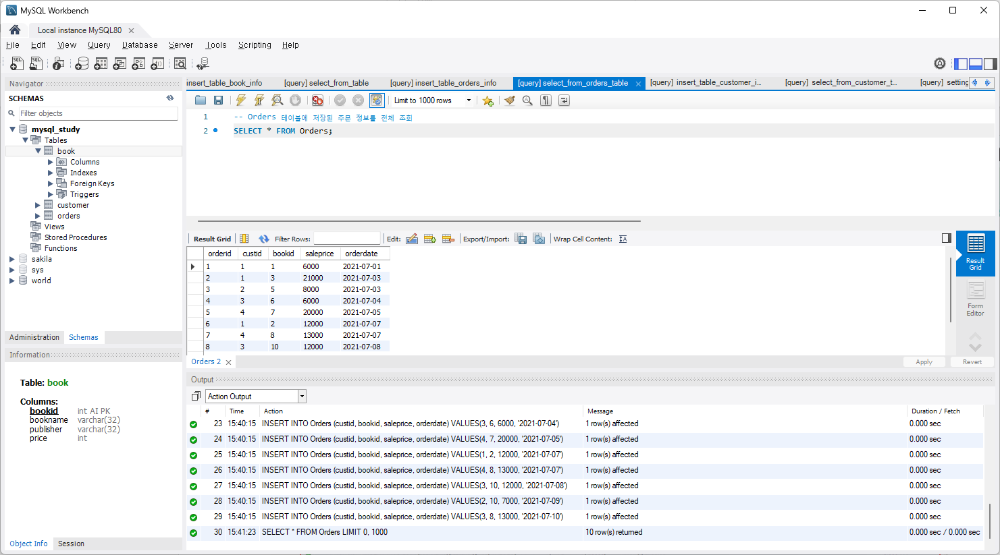 MySQL Workbench
Local instance MySQL80
File Edit View Query Database Server Tools Scripting Help
Navigator
SCHEMAS
Filter objects
mysql_study
Tables
book
Columns
Indexes
Foreign Keys
Triggers
customer
orders
Views
Stored Procedures
Functions
sakila
sys
world
Administration Schemas
Information
Table: book
Columns:
bookid int AI PK
bookname varchar(32)
publisher varchar(32)
price int
Object Info Session
insert_table_book_info [query] select_from_table [query] insert_table_orders_info [query] select_from_orders_table [query] insert_table_customer_i... [query] select_from_customer_t... [query] setting
Limit to 1000 rows
1 -- Orders 테이블에 저장된 주문 정보를 전체 조회
2 SELECT * FROM Orders;
Result Grid Filter Rows: Edit: Export/Import: Wrap Cell Content:
orderid custid bookid saleprice orderdate
1 1 1 6000 2021-07-01
2 1 3 21000 2021-07-03
3 2 5 8000 2021-07-03
4 3 6 6000 2021-07-04
5 4 7 20000 2021-07-05
6 1 2 12000 2021-07-07
7 4 8 13000 2021-07-07
8 3 10 12000 2021-07-08
Result
Grid
Form
Editor
Orders 2
Apply Revert
Output
Action Output
# Time Action Message Duration / Fetch
23 15:40:15 INSERT INTO Orders (custid, bookid, saleprice, orderdate) VALUES(3, 6, 6000, '2021-07-04') 1 row(s) affected 0.000 sec
24 15:40:15 INSERT INTO Orders (custid, bookid, saleprice, orderdate) VALUES(4, 7, 20000, '2021-07-05') 1 row(s) affected 0.000 sec
25 15:40:15 INSERT INTO Orders (custid, bookid, saleprice, orderdate) VALUES(1, 2, 12000, '2021-07-07') 1 row(s) affected 0.000 sec
26 15:40:15 INSERT INTO Orders (custid, bookid, saleprice, orderdate) VALUES(4, 8, 13000, '2021-07-07') 1 row(s) affected 0.000 sec
27 15:40:15 INSERT INTO Orders (custid, bookid, saleprice, orderdate) VALUES(3, 10, 12000, '2021-07-08') 1 row(s) affected 0.000 sec
28 15:40:15 INSERT INTO Orders (custid, bookid, saleprice, orderdate) VALUES(2, 10, 7000, '2021-07-09') 1 row(s) affected 0.000 sec
29 15:40:15 INSERT INTO Orders (custid, bookid, saleprice, orderdate) VALUES(3, 8, 13000, '2021-07-10') 1 row(s) affected 0.000 sec
30 15:41:23 SELECT * FROM Orders LIMIT 0, 1000 10 row(s) returned 0.000 sec / 0.000 sec